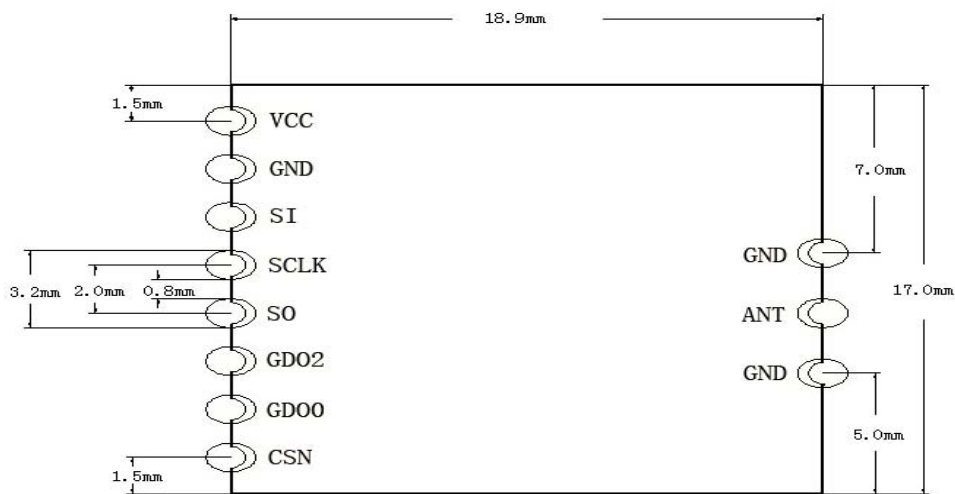 18.9mm
1.5mm
VCC
GND
SI
SCLK
SO
GDO2
GDO0
CSN
3.2mm
2.0mm
0.8mm
1.5mm
GND
ANT
GND
7.0mm
17.0mm
5.0mm